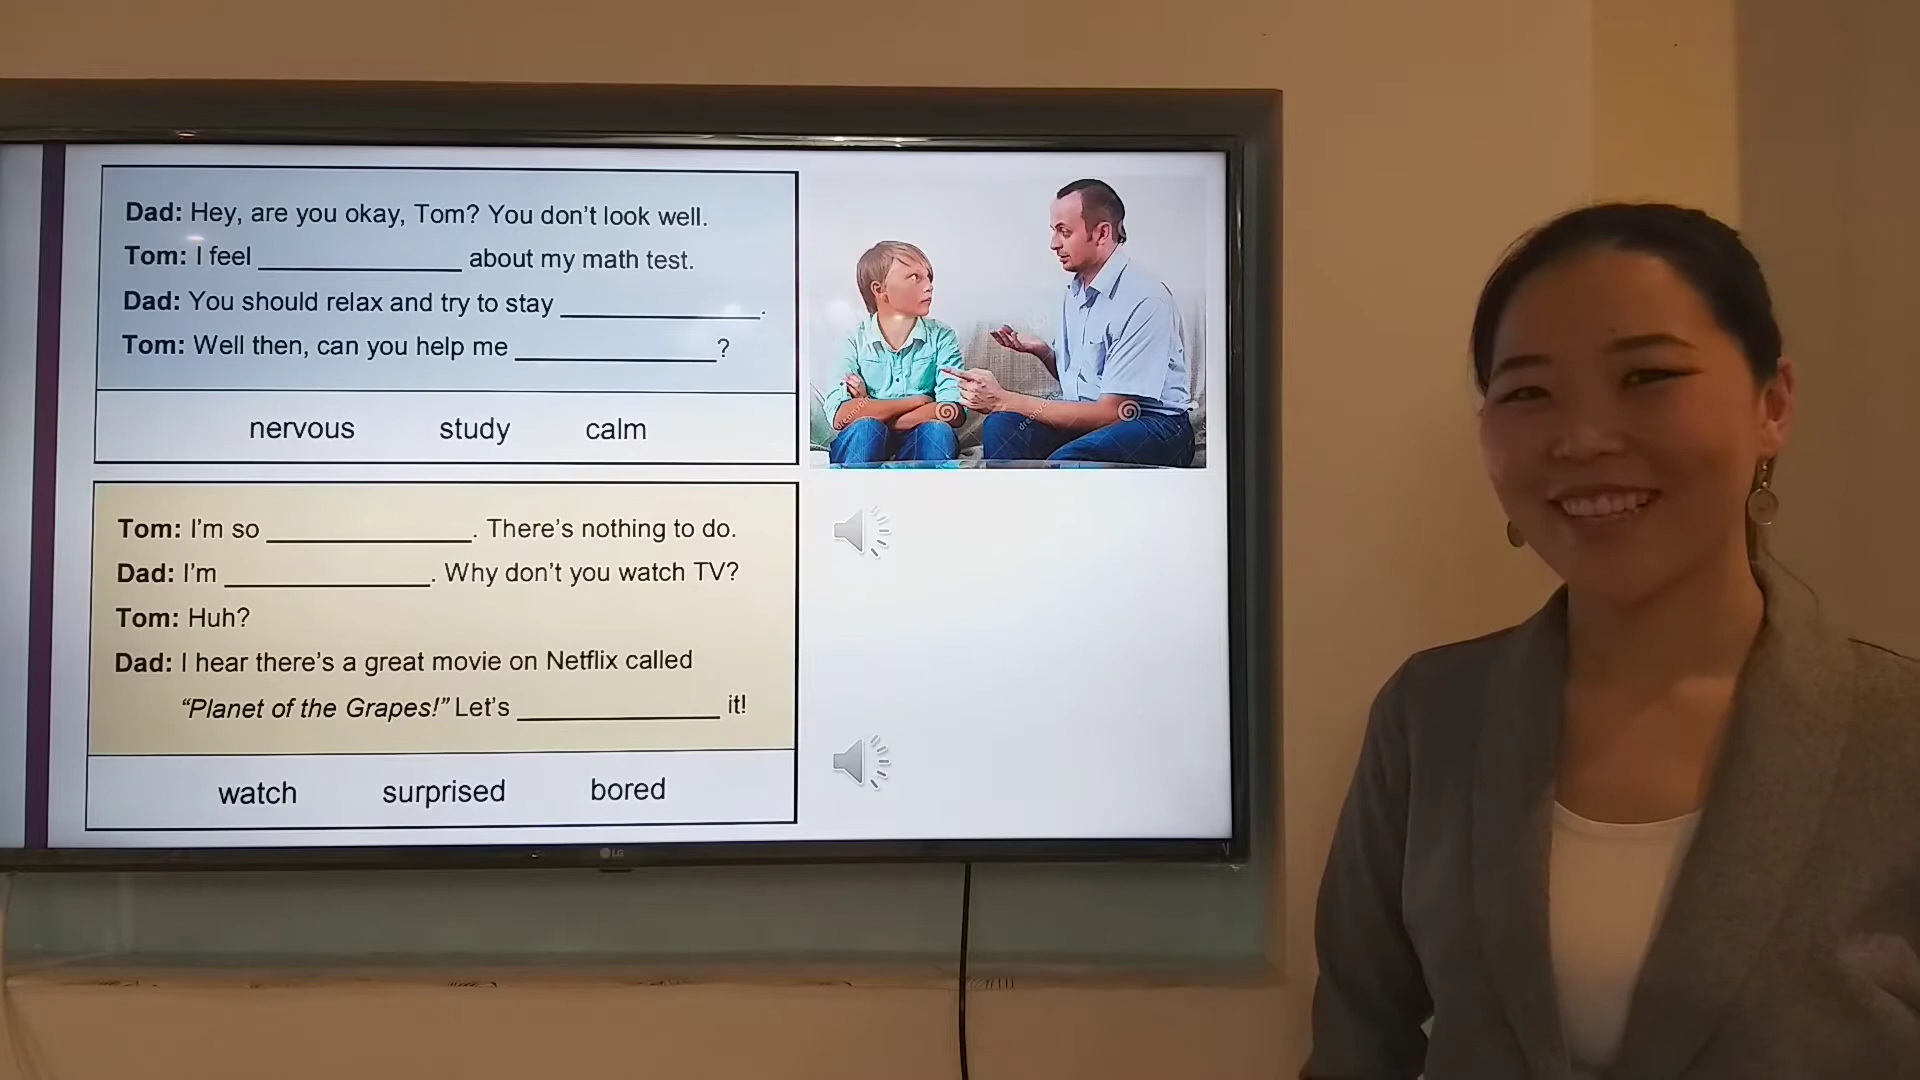 Dad: Hey, are you okay, Tom? You don't look well.
Tom: I feel ______________ about my math test.
Dad: You should relax and try to stay ______________.
Tom: Well then, can you help me ______________?
nervous study calm
Tom: I'm so ______________. There's nothing to do.
Dad: I'm ______________. Why don't you watch TV?
Tom: Huh?
Dad: I hear there's a great movie on Netflix called
“Planet of the Grapes!” Let's ______________ it!
watch surprised bored
LG